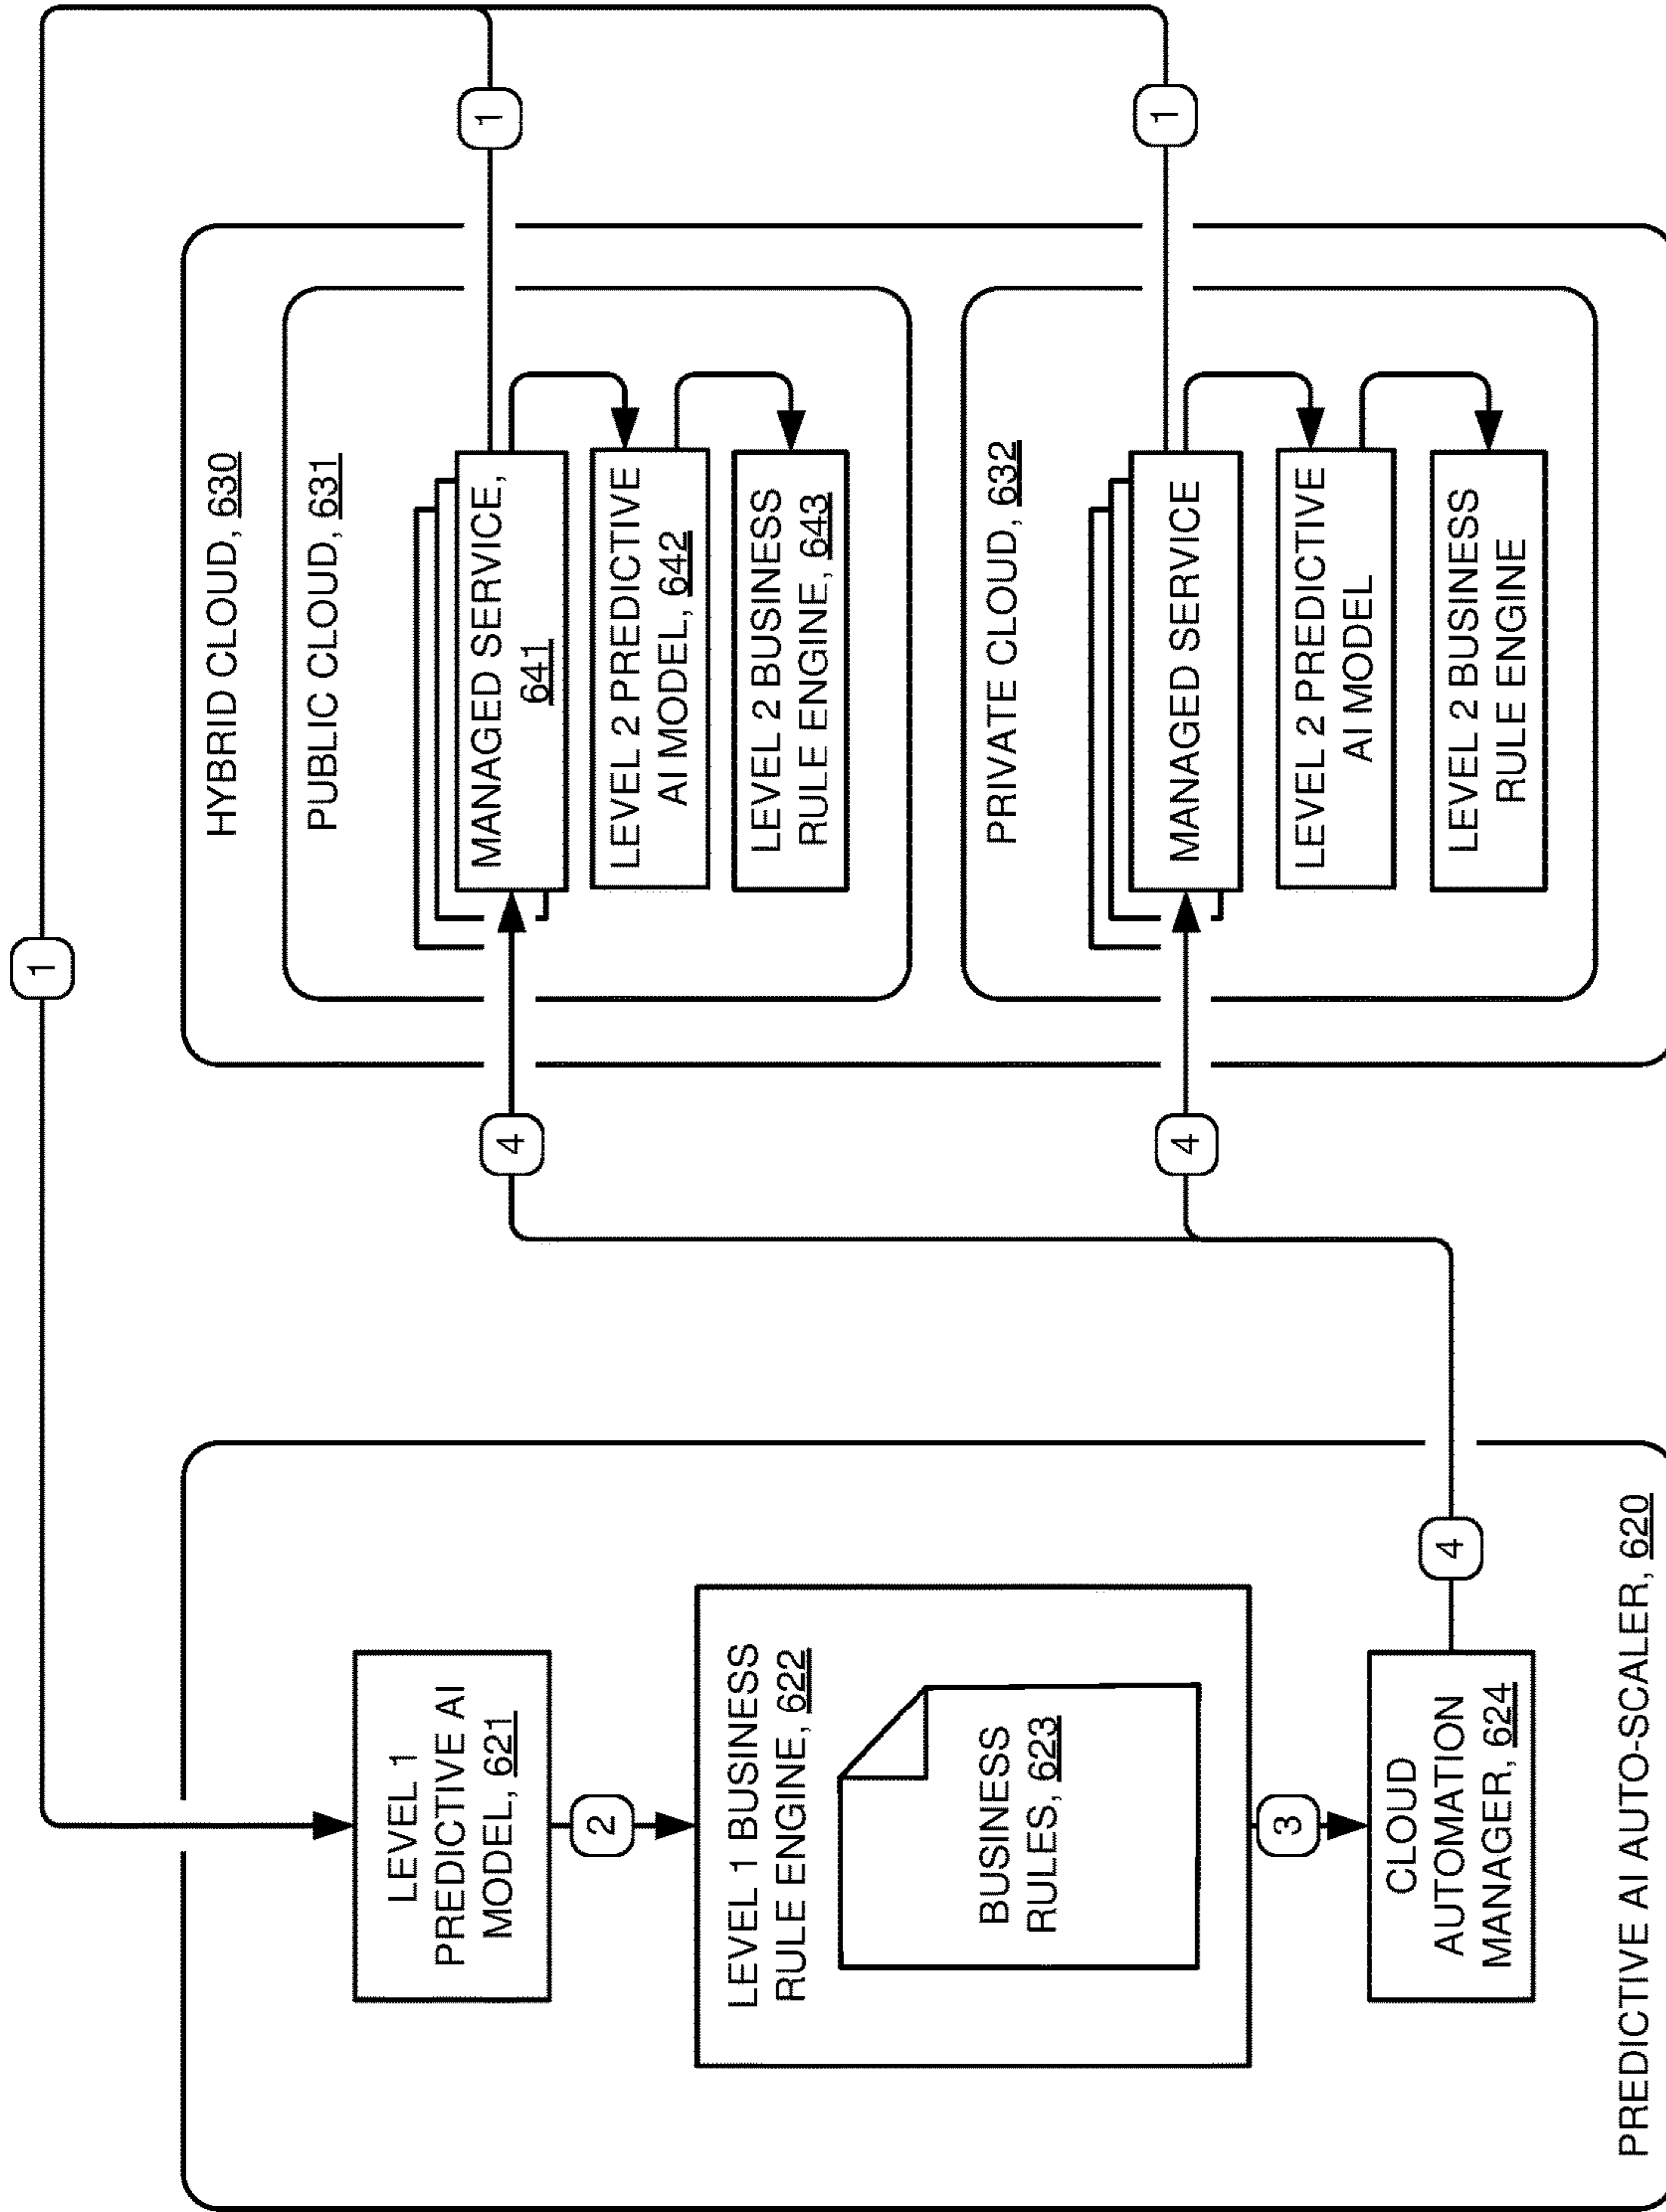 1
HYBRID CLOUD, 630
PUBLIC CLOUD, 631
MANAGED SERVICE,
641
LEVEL 2 PREDICTIVE
AI MODEL, 642
LEVEL 2 BUSINESS
RULE ENGINE, 643
1
4
PRIVATE CLOUD, 632
MANAGED SERVICE
LEVEL 2 PREDICTIVE
AI MODEL
LEVEL 2 BUSINESS
RULE ENGINE
1
4
LEVEL 1
PREDICTIVE AI
MODEL, 621
2
LEVEL 1 BUSINESS
RULE ENGINE, 622
BUSINESS
RULES, 623
3
CLOUD
AUTOMATION
MANAGER, 624
4
PREDICTIVE AI AUTO-SCALER, 620